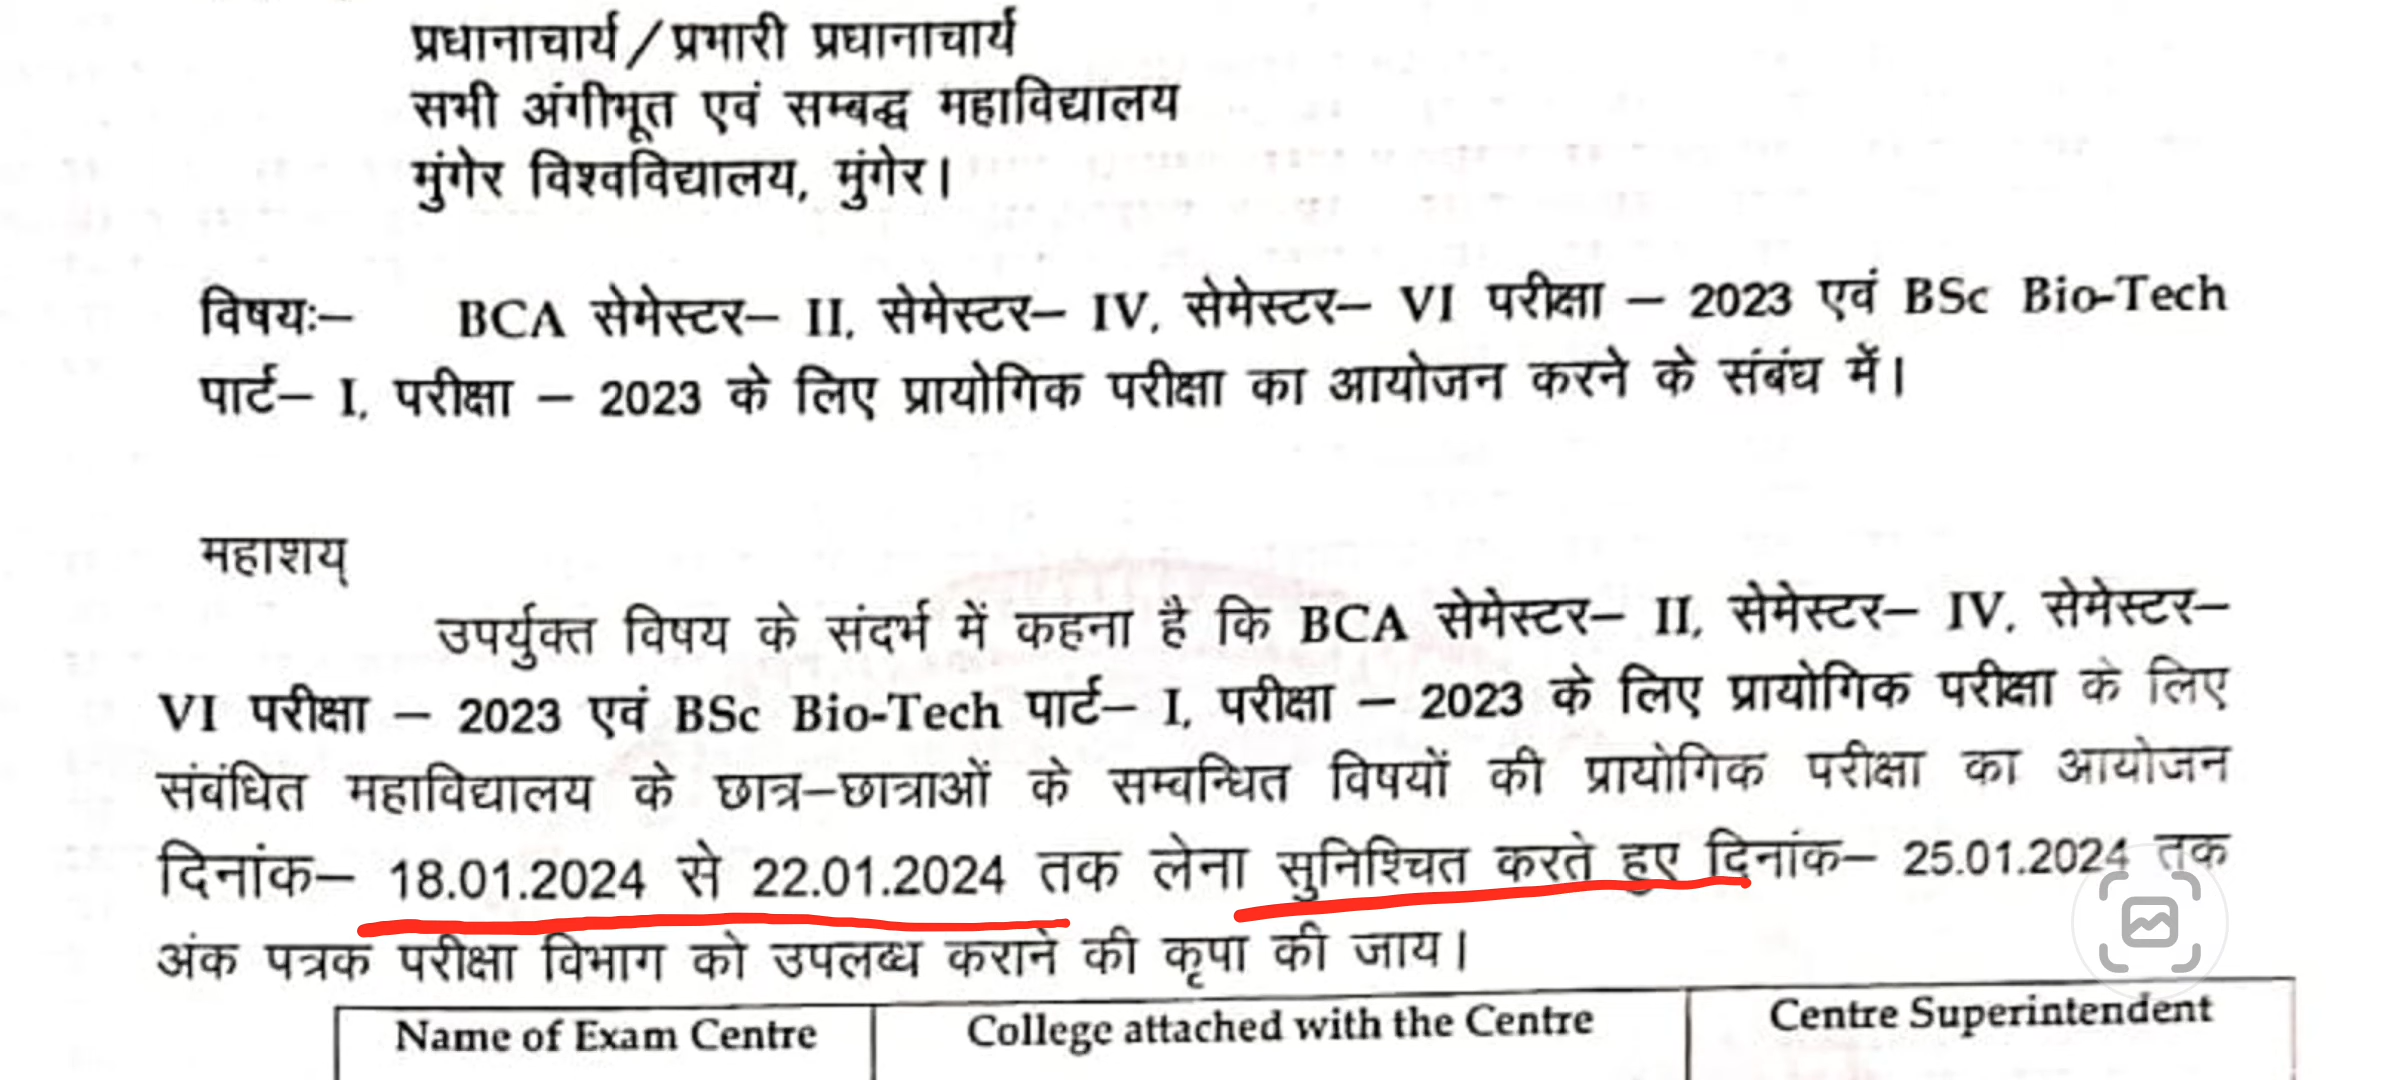 प्रधानाचार्य/प्रभारी प्रघानाचार्य
सभी अंगीभूत एवं सम्बद्ध महाविद्यालय
मुंगेर विश्वविद्यालय, मुंगेर।
विषयः– BCA सेमेस्टर– II, सेमेस्टर– IV, सेमेस्टर– VI परीक्षा – 2023 एवं BSc Bio-Tech
पार्ट– I, परीक्षा – 2023 के लिए प्रायोगिक परीक्षा का आयोजन करने के संबंघ में।
महाशय्
उपर्युक्त विषय के संदर्भ में कहना है कि BCA सेमेस्टर– II, सेमेस्टर– IV, सेमेस्टर–
VI परीक्षा – 2023 एवं BSc Bio-Tech पार्ट– I, परीक्षा – 2023 के लिए प्रायोगिक परीक्षा के लिए
संबंधित महाविद्यालय के छात्र–छात्राओं के सम्वन्धित विषयों की प्रायोगिक परीक्षा का आयोजन
दिनांक– 18.01.2024 से 22.01.2024 तक लेना सुनिश्चित करते हुए दिनांक– 25.01.2024 तक
अंक पत्रक परीक्षा विभाग को उपलब्ध कराने की कृपा की जाय।
Name of Exam Centre College attached with the Centre Centre Superintendent